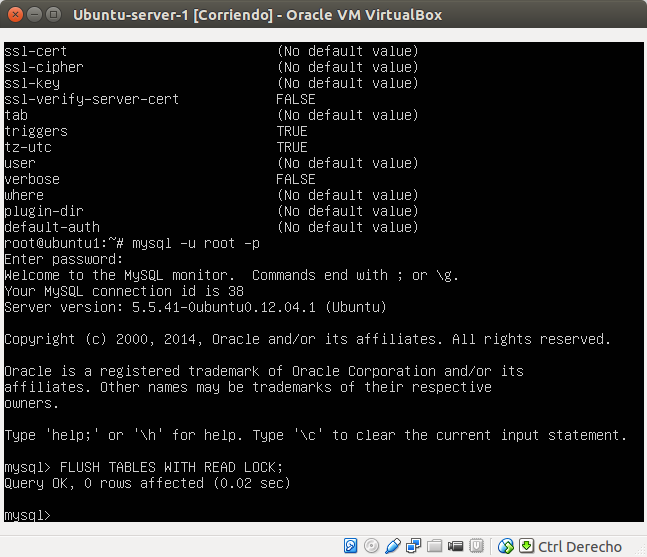 Ubuntu-server-1 [Corriendo] - Oracle VM VirtualBox
ssl-cert (No default value)
ssl-cipher (No default value)
ssl-key (No default value)
ssl-verify-server-cert FALSE
tab (No default value)
triggers TRUE
tz-utc TRUE
user (No default value)
verbose FALSE
where (No default value)
plugin-dir (No default value)
default-auth (No default value)
root@ubuntu1:~# mysql -u root -p
Enter password:
Welcome to the MySQL monitor.  Commands end with ; or \g.
Your MySQL connection id is 38
Server version: 5.5.41-0ubuntu0.12.04.1 (Ubuntu)
Copyright (c) 2000, 2014, Oracle and/or its affiliates. All rights reserved.
Oracle is a registered trademark of Oracle Corporation and/or its
affiliates. Other names may be trademarks of their respective
owners.
Type 'help;' or '\h' for help. Type '\c' to clear the current input statement.
mysql> FLUSH TABLES WITH READ LOCK;
Query OK, 0 rows affected (0.02 sec)
mysql>
Ctrl Derecho